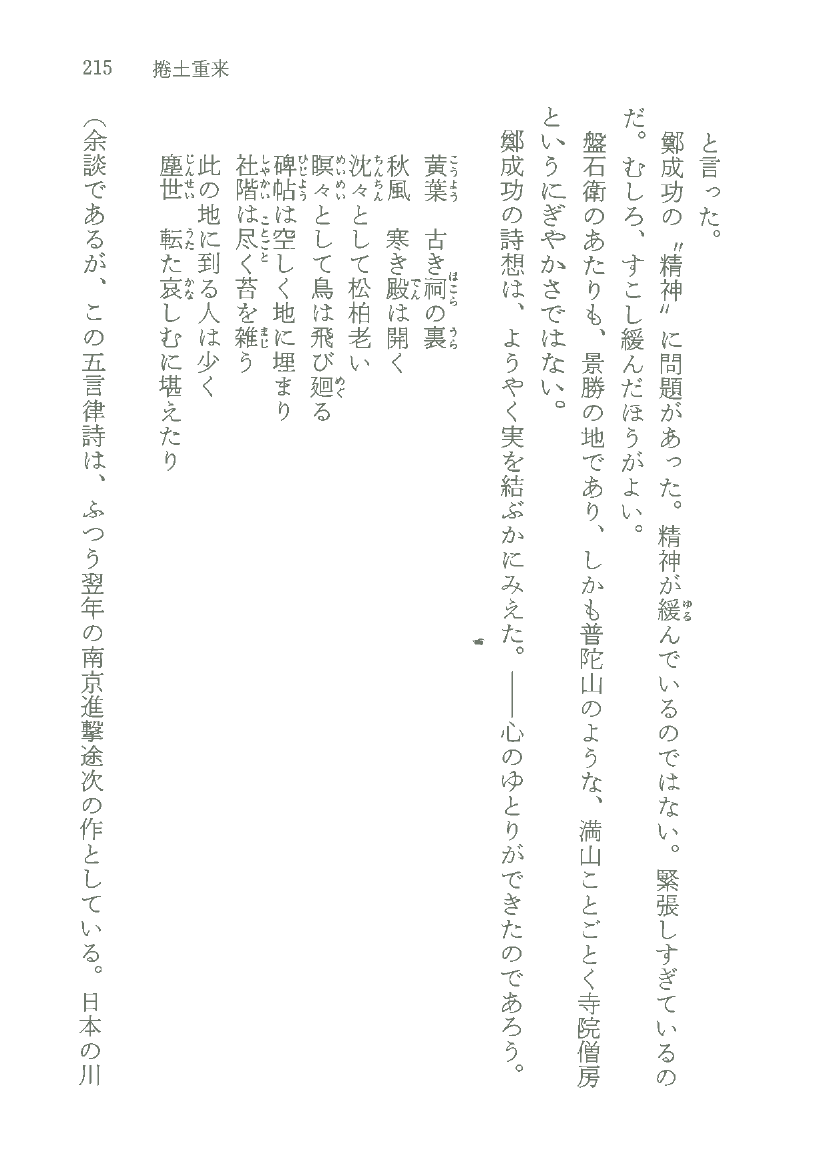 215 捲土重来
と言った。
鄭成功の〝精神〟に問題があった。精神が緩んでいるのではない。緊張しすぎているの
だ。むしろ、すこし緩んだほうがよい。
盤石衛のあたりも、景勝の地であり、しかも普陀山のような、満山ことごとく寺院僧房
というにぎやかさではない。
鄭成功の詩想は、ようやく実を結ぶかにみえた。――心のゆとりができたのであろう。
黄葉 古き祠の裏
秋風 寒き殿は開く
沈々として松柏老い
瞑々として鳥は飛び廻る
碑帖は空しく地に埋まり
社階は尽く苔を雑う
此の地に到る人は少く
塵世 転た哀しむに堪えたり
(余談であるが、この五言律詩は、ふつう翌年の南京進撃途次の作としている。日本の川